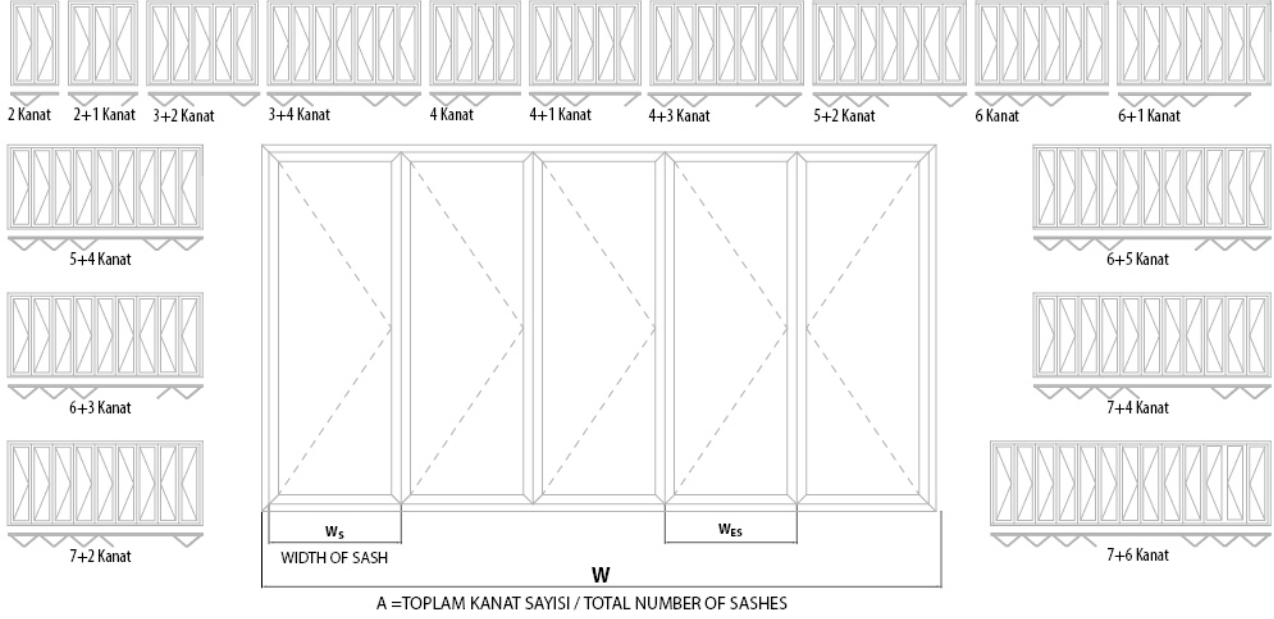 2 Kanat
2+1 Kanat
3+2 Kanat
3+4 Kanat
4 Kanat
4+1 Kanat
4+3 Kanat
5+2 Kanat
6 Kanat
6+1 Kanat
5+4 Kanat
6+5 Kanat
6+3 Kanat
7+4 Kanat
7+2 Kanat
7+6 Kanat
WS
WES
WIDTH OF SASH
W
A =TOPLAM KANAT SAYISI / TOTAL NUMBER OF SASHES